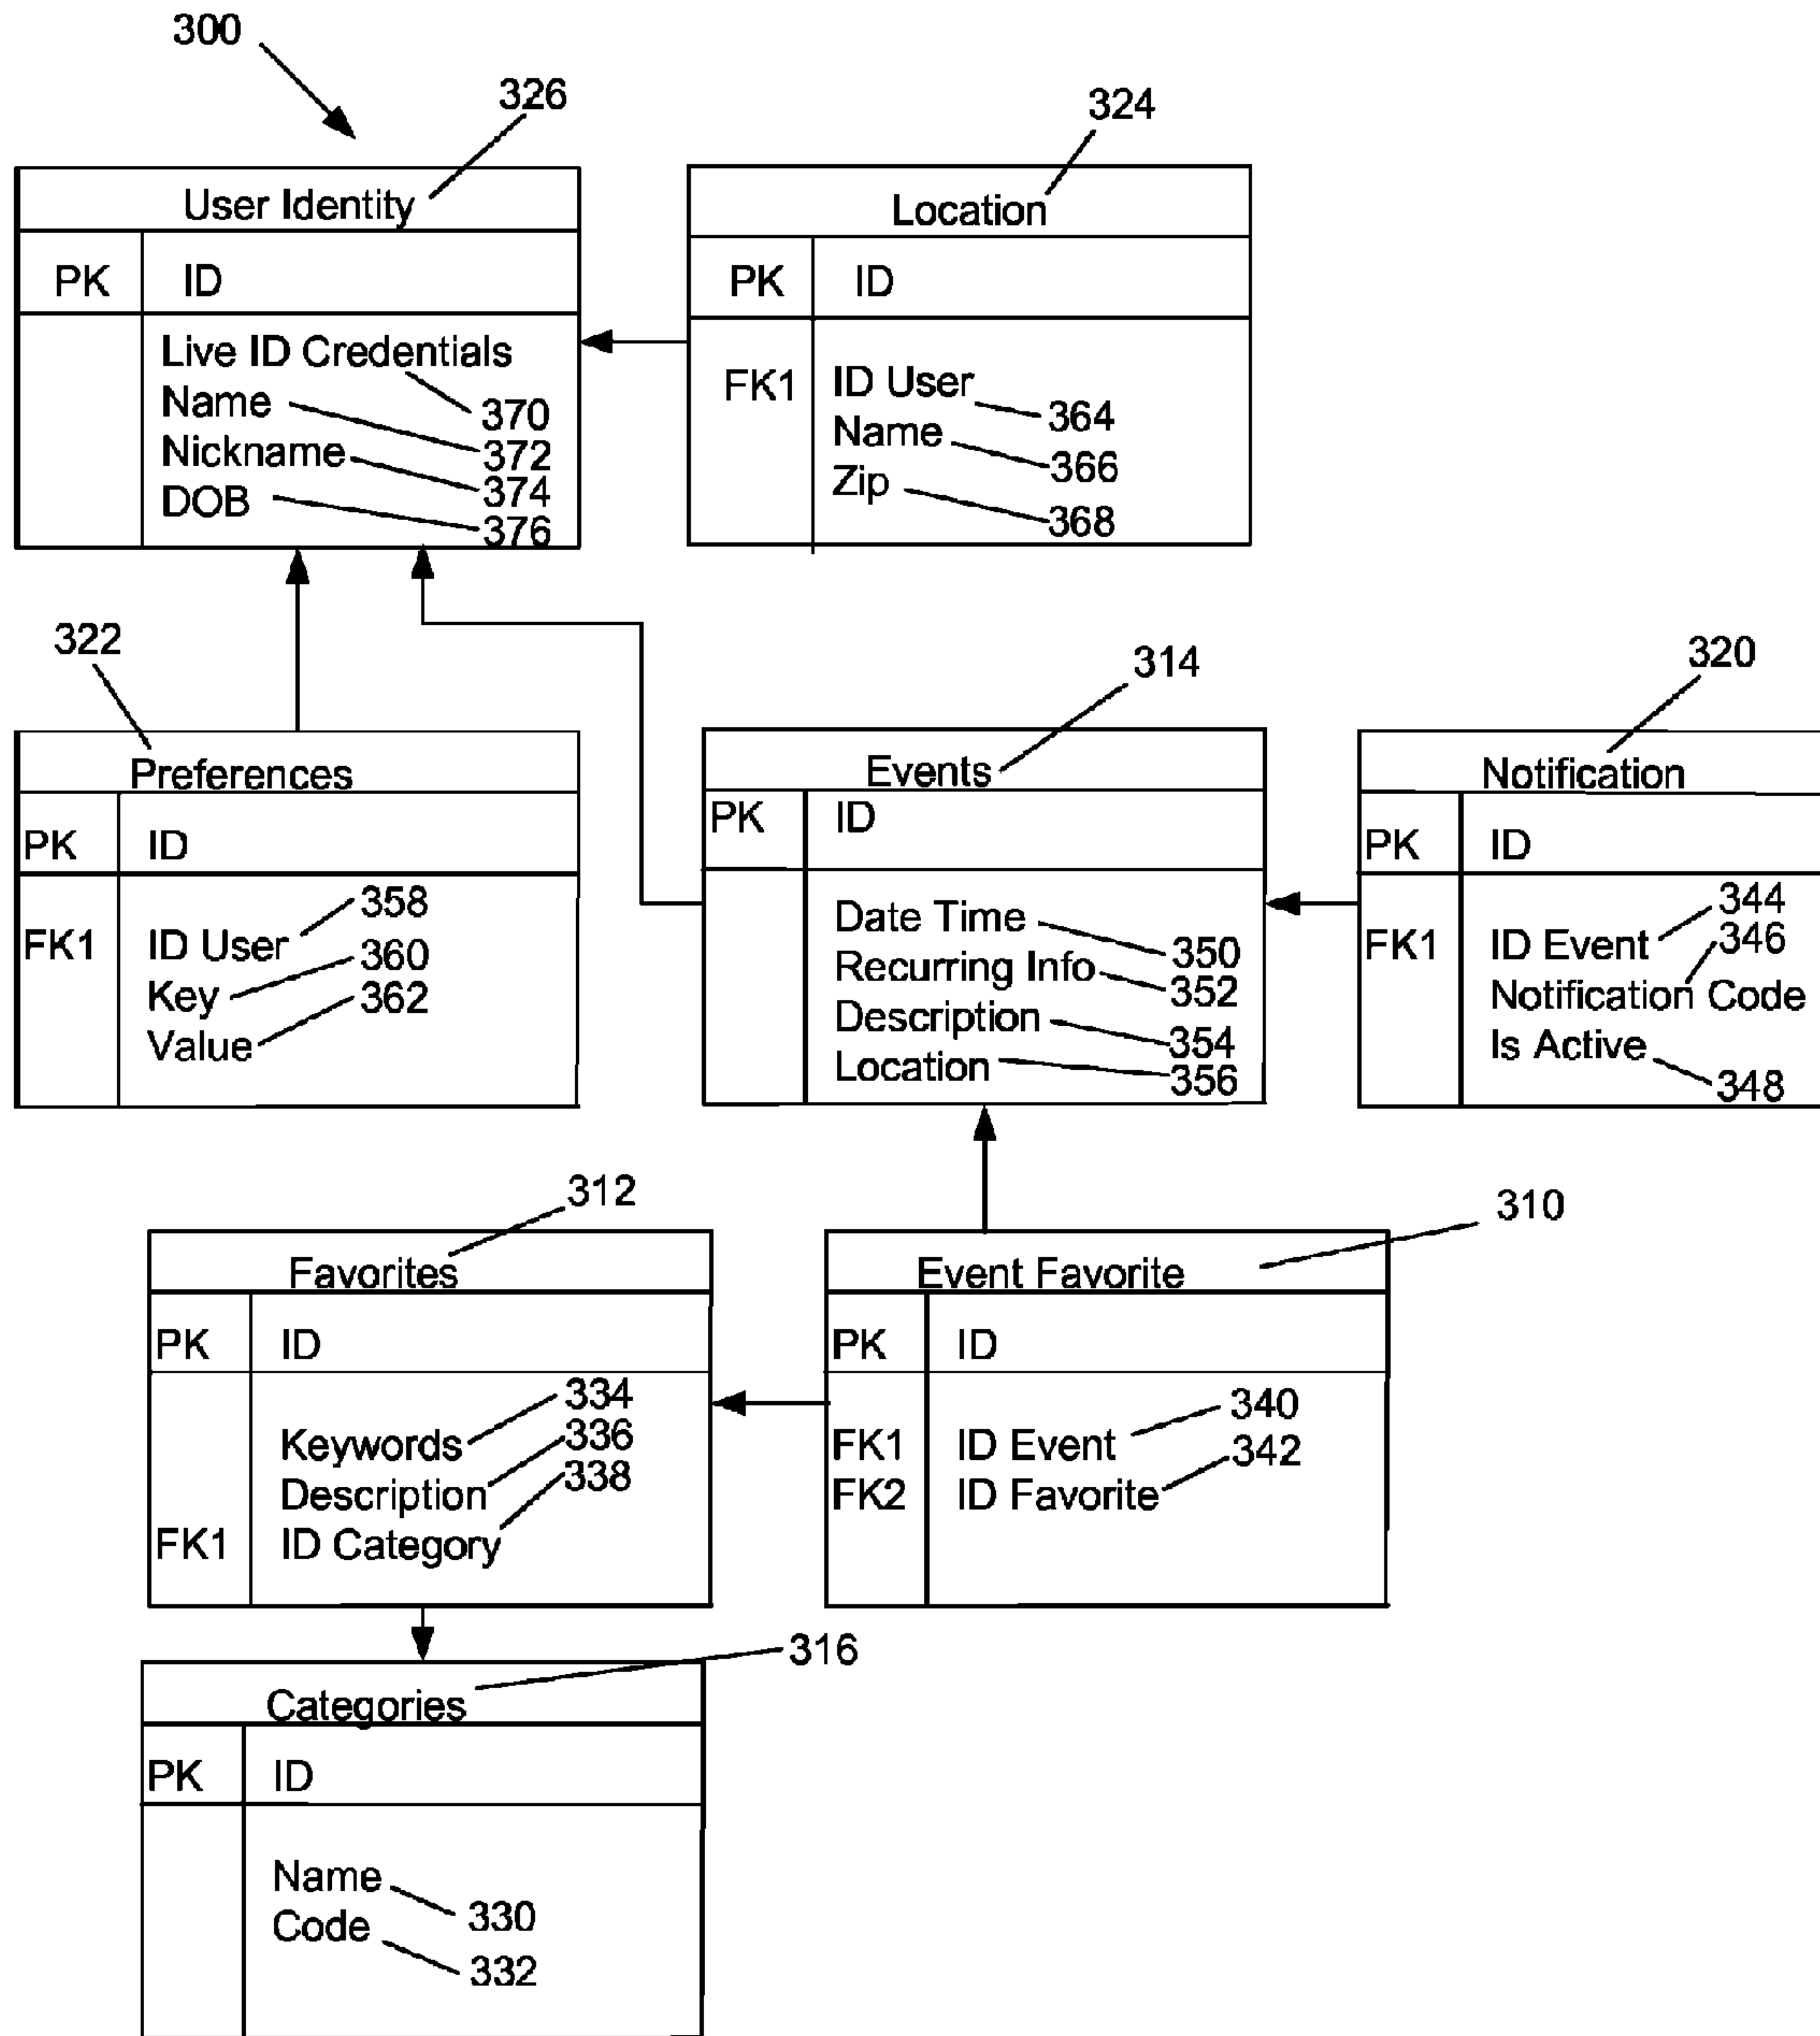 300
326
324
User Identity
PK ID
Live ID Credentials
Name 370
372
Nickname 374
DOB 376
Location
PK ID
FK1 ID User 364
Name 366
Zip 368
322
Preferences
PK ID
358
FK1 ID User
Key 360
Value 362
314
Events
PK ID
Date Time 350
Recurring Info 352
Description 354
Location 356
320
Notification
PK ID
344
FK1 ID Event 346
Notification Code
Is Active
348
312
Favorites
PK ID
334
Keywords 336
Description 338
FK1 ID Category
310
Event Favorite
PK ID
340
FK1 ID Event 342
FK2 ID Favorite
316
Categories
PK ID
Name 330
Code 332